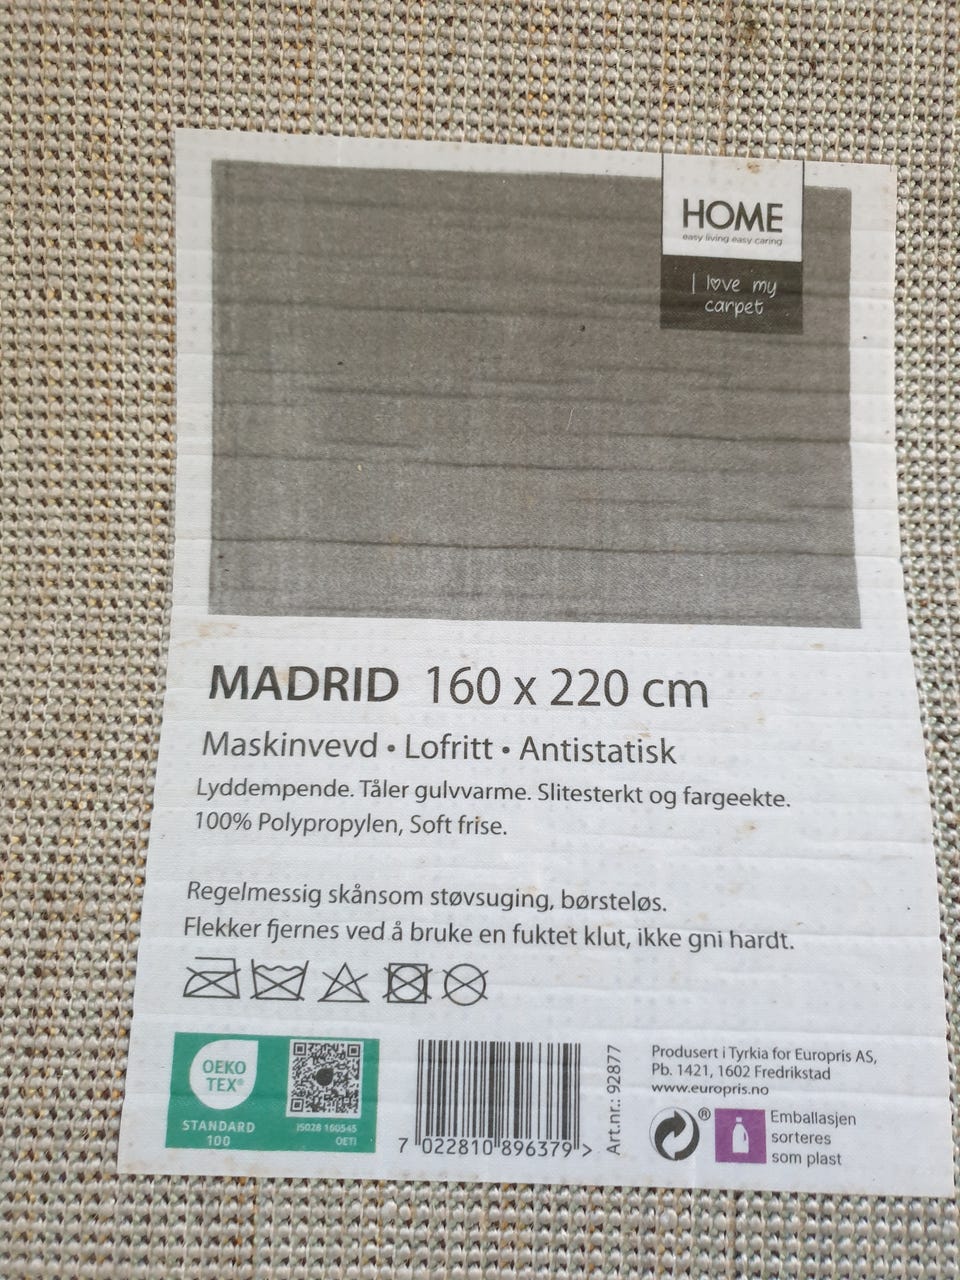 HOME
easy living easy caring
I love my
carpet
MADRID 160 x 220 cm
Maskinvevd • Lofritt • Antistatisk
Lyddempende. Tåler gulvvarme. Slitesterkt og fargeekte.
100% Polypropylen, Soft frise.
Regelmessig skånsom støvsuging, børsteløs.
Flekker fjernes ved å bruke en fuktet klut, ikke gni hardt.
OEKO
TEX®
STANDARD
100
IS028 160545
OETI
7 022810 896379 >
Art.nr.: 92877
Produsert i Tyrkia for Europris AS,
Pb. 1421, 1602 Fredrikstad
www.europris.no
®
Emballasjen
sorteres
som plast